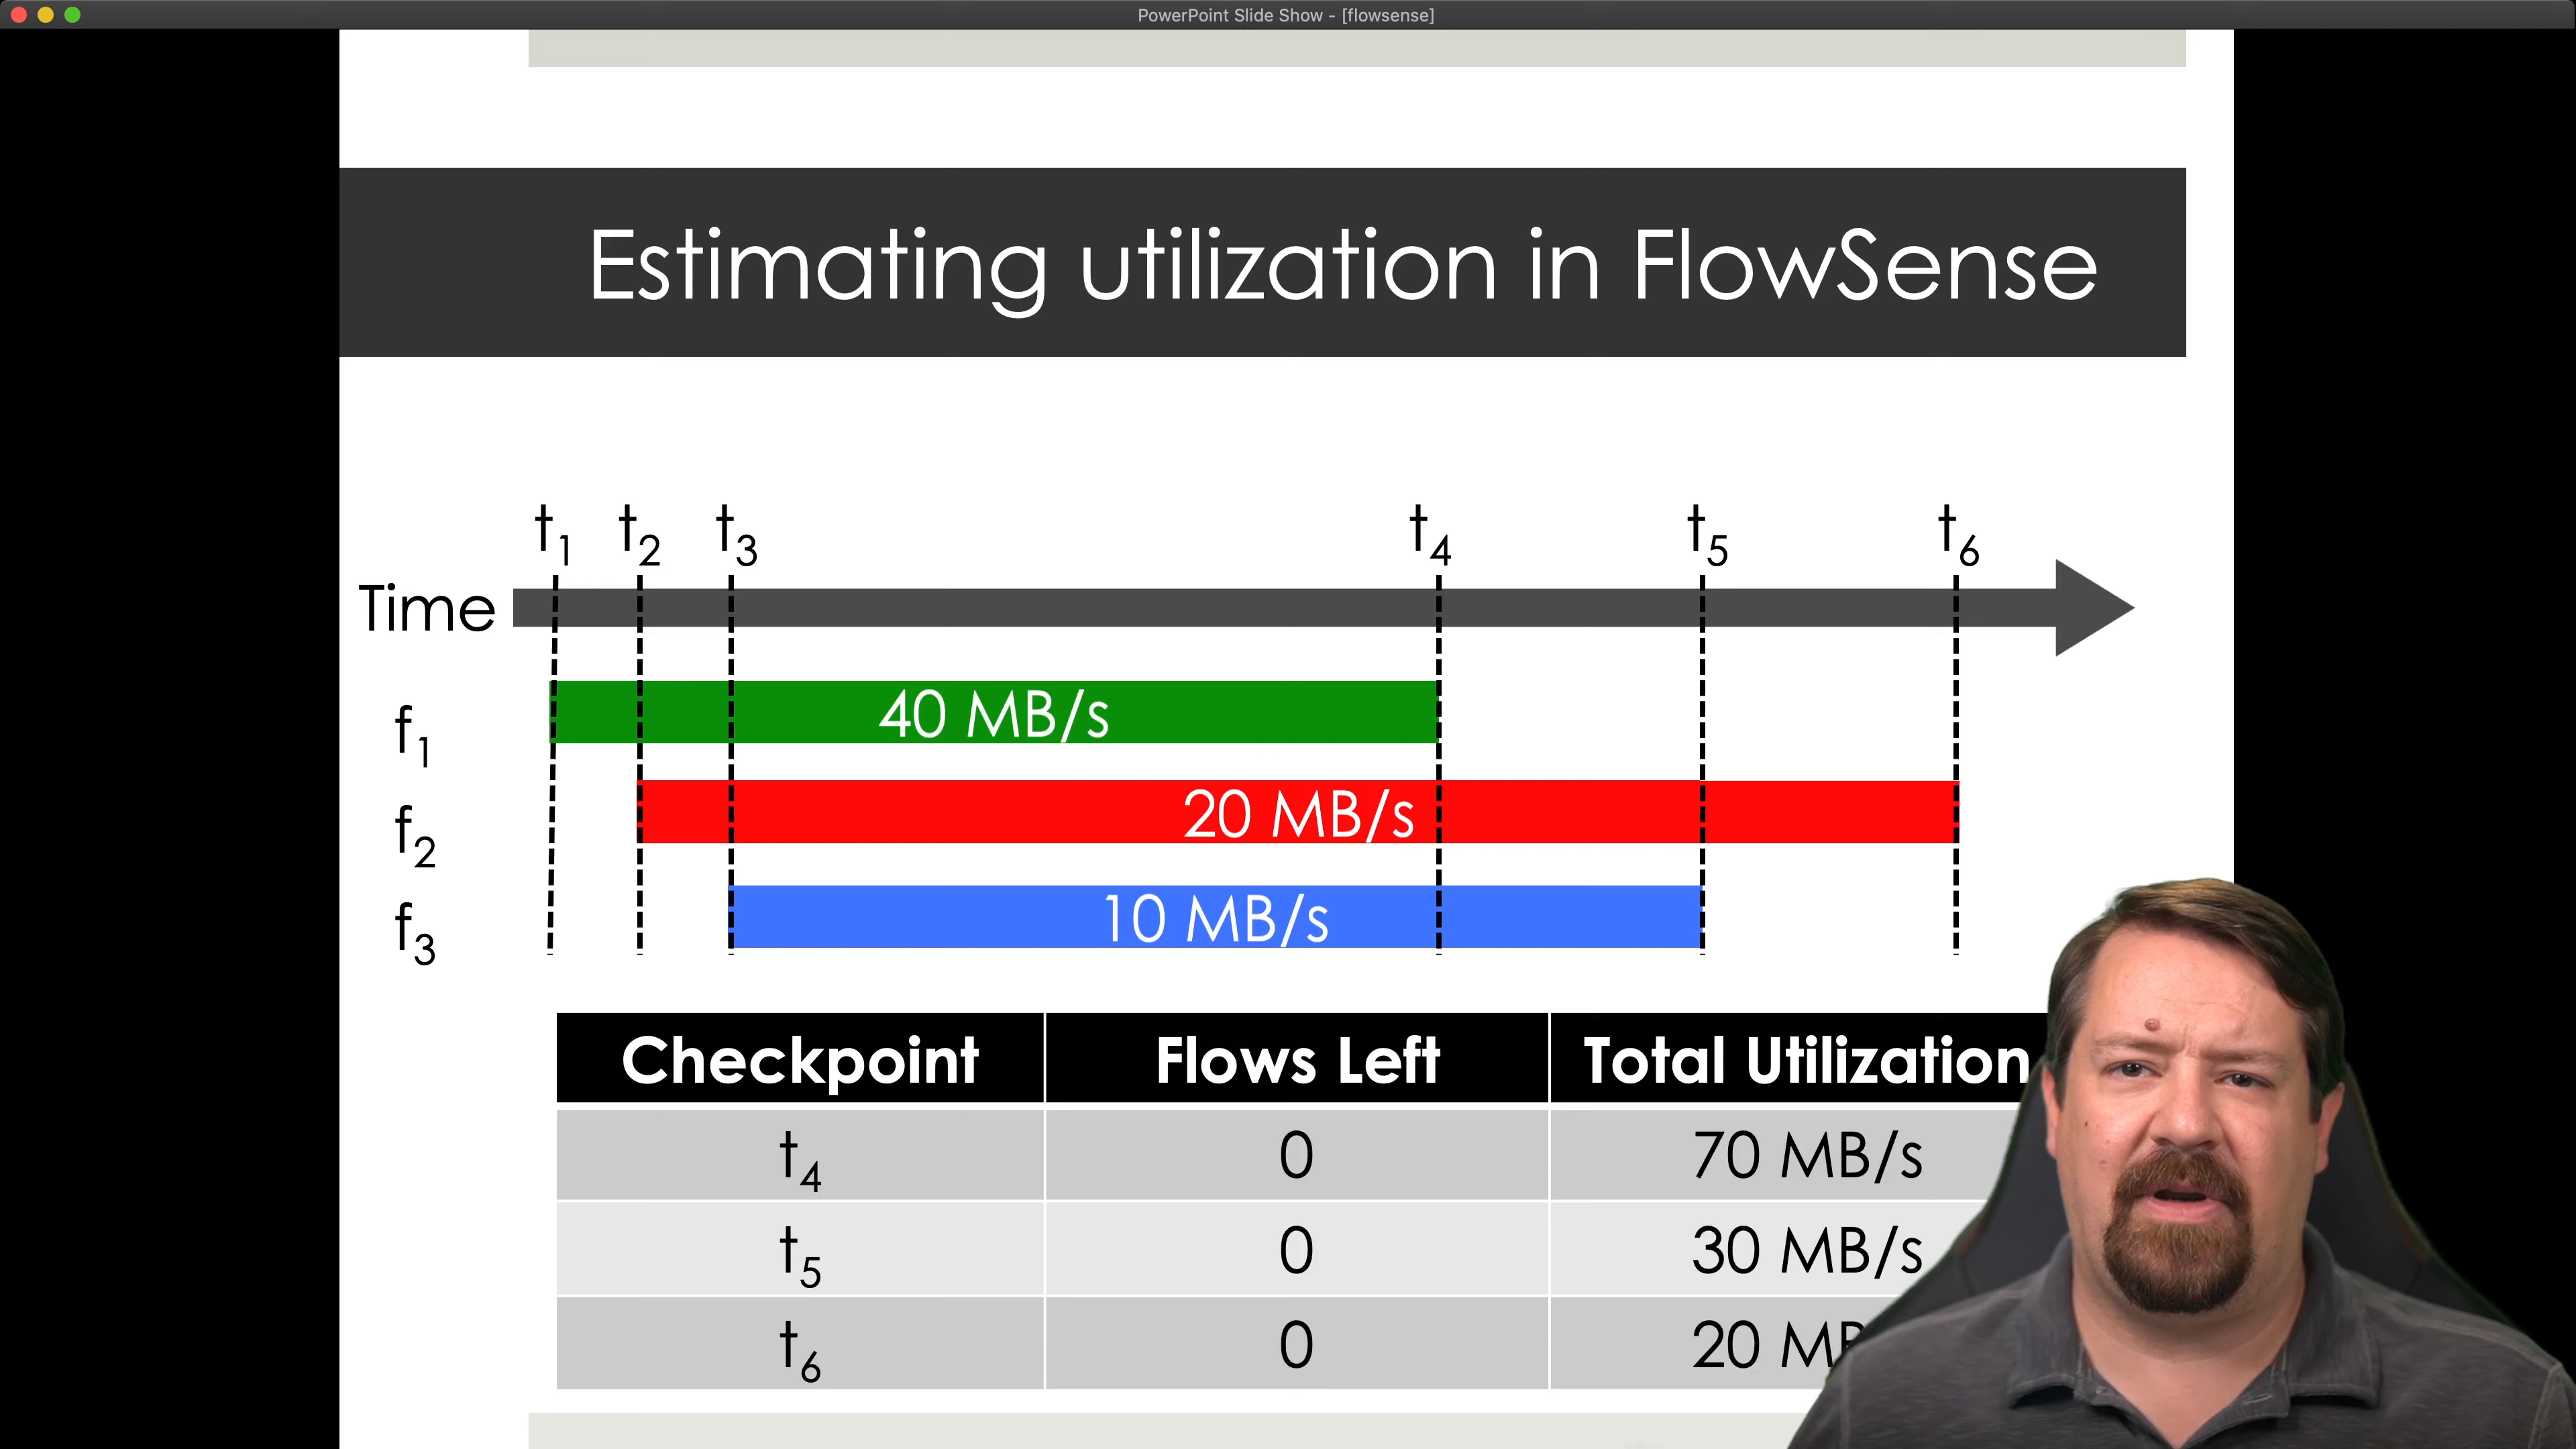 PowerPoint Slide Show - [flowsense]
Estimating utilization in FlowSense
t1 t2 t3 t4 t5 t6
Time
f1 40 MB/s
f2 20 MB/s
f3 10 MB/s
Checkpoint Flows Left Total Utilization
t4 0 70 MB/s
t5 0 30 MB/s
t6 0 20